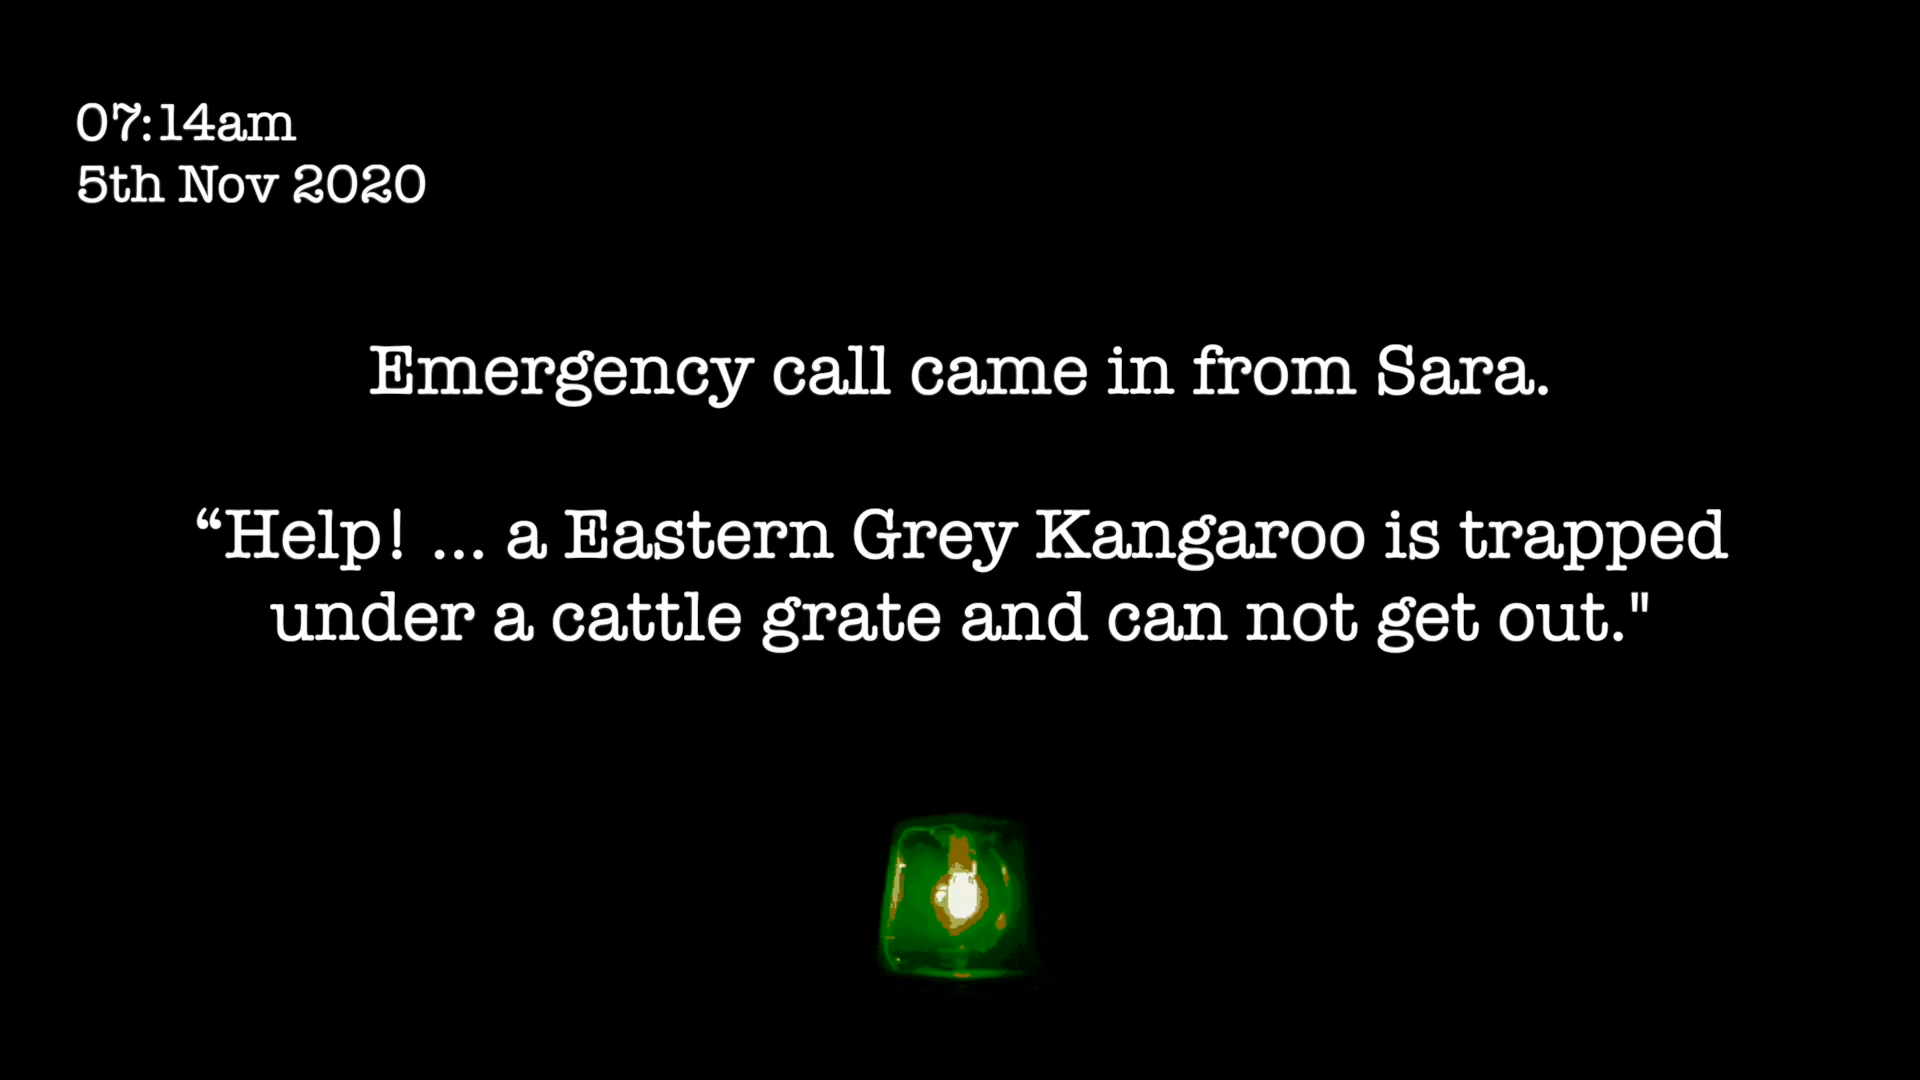 07:14am
5th Nov 2020
Emergency call came in from Sara.
“Help! ... a Eastern Grey Kangaroo is trapped
under a cattle grate and can not get out."